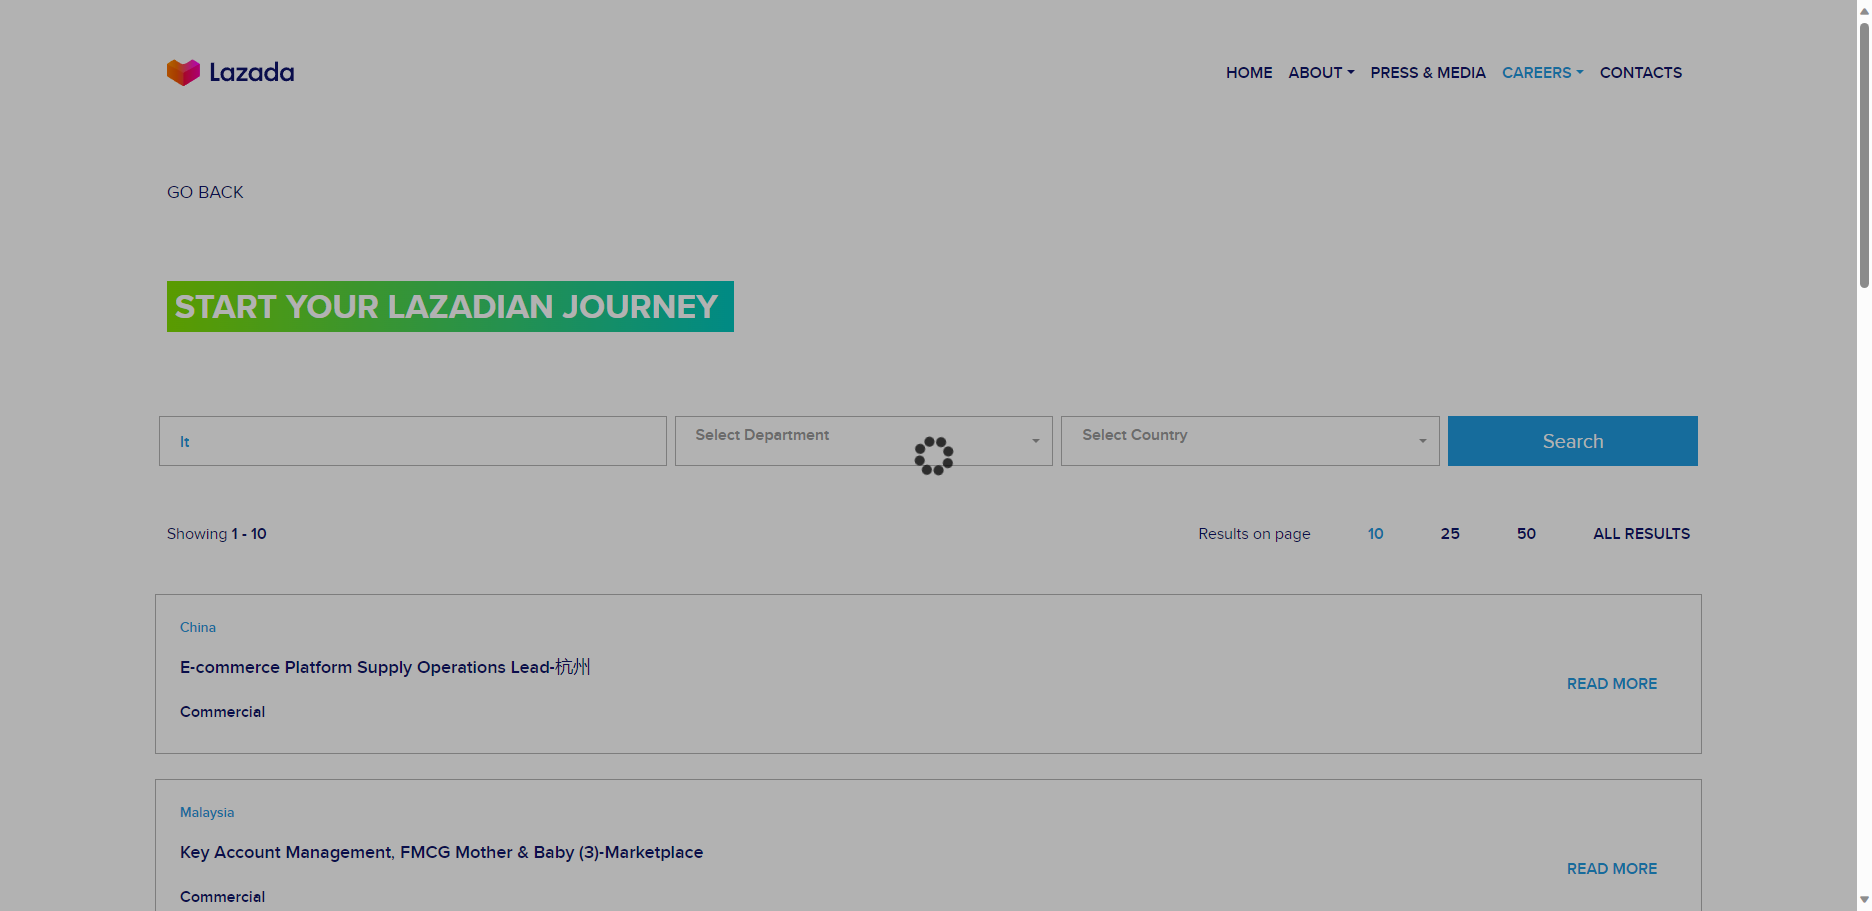 Lazada
HOME ABOUT PRESS & MEDIA CAREERS CONTACTS
GO BACK
START YOUR LAZADIAN JOURNEY
It
Select Department
Select Country
Search
Showing 1 - 10
Results on page 10 25 50 ALL RESULTS
China
E-commerce Platform Supply Operations Lead-杭州
READ MORE
Commercial
Malaysia
Key Account Management, FMCG Mother & Baby (3)-Marketplace
READ MORE
Commercial